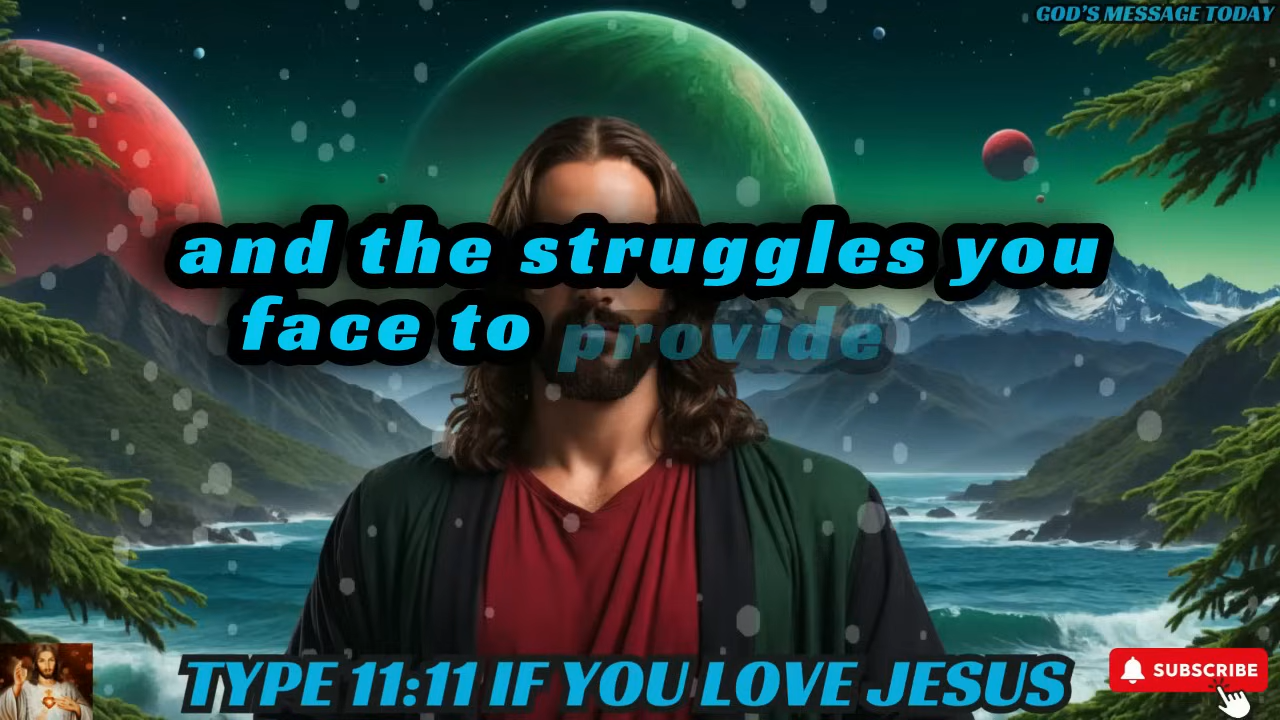 GOD'S MESSAGE TODAY
and the struggles you
face to provide
TYPE 11:11 IF YOU LOVE JESUS
SUBSCRIBE